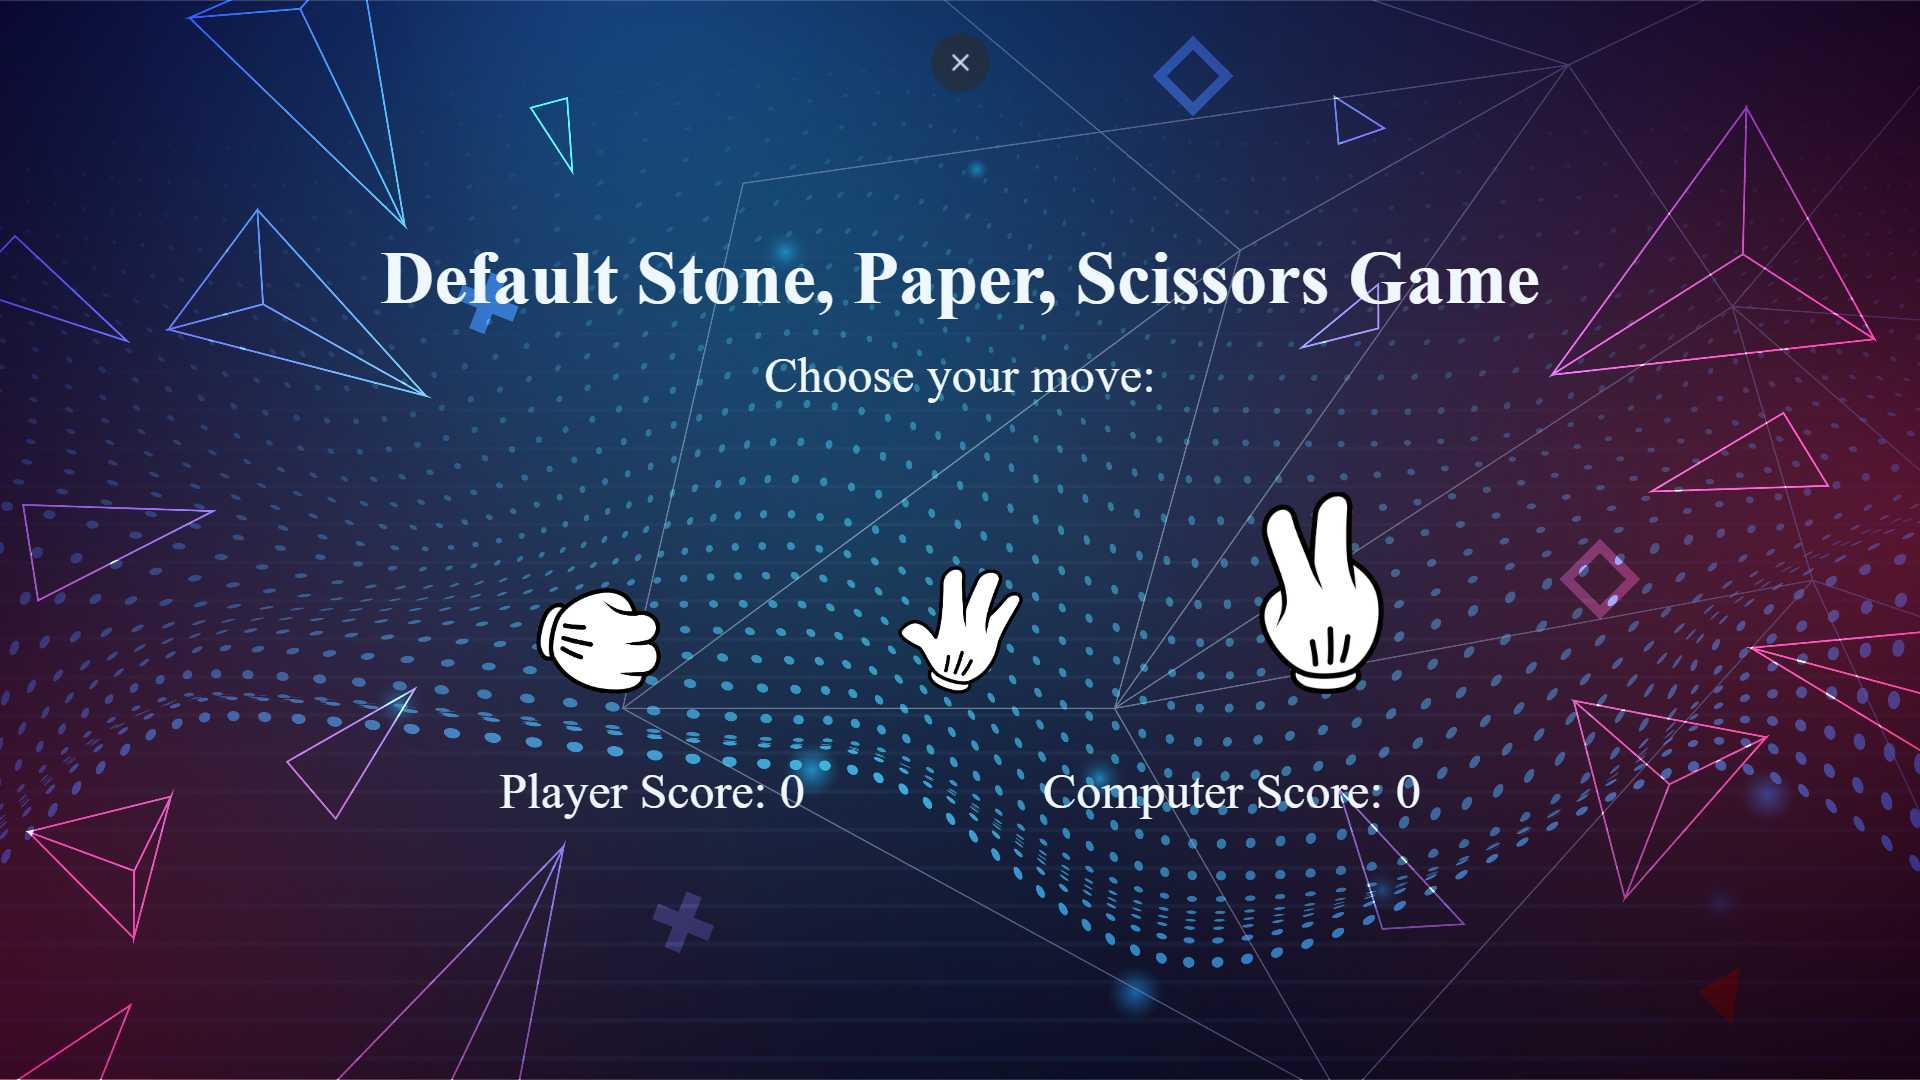 Default Stone, Paper, Scissors Game
Choose your move:
Player Score: 0
Computer Score: 0